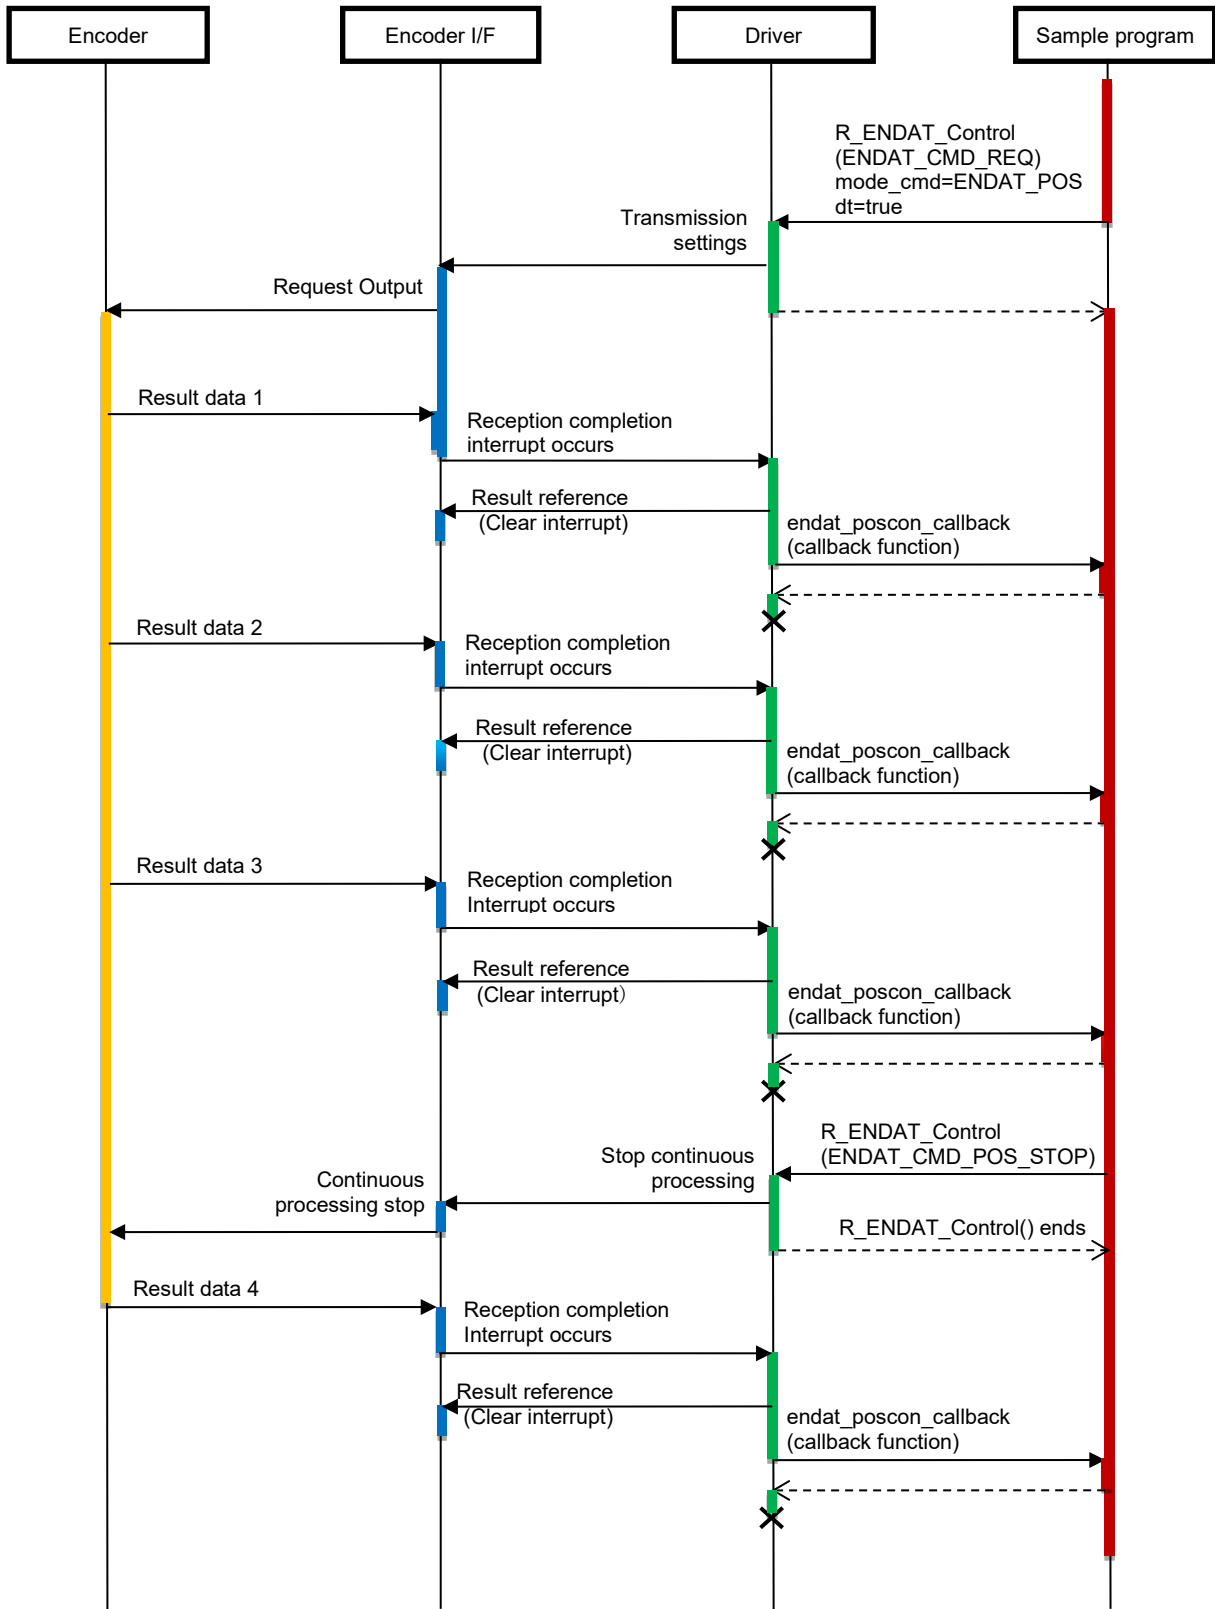 Encoder
Encoder I/F
Driver
Sample program
R_ENDAT_Control
(ENDAT_CMD_REQ)
mode_cmd=ENDAT_POS
dt=true
Transmission
settings
Request Output
Result data 1
Reception completion
interrupt occurs
Result reference
(Clear interrupt)
endat_poscon_callback
(callback function)
Result data 2
Reception completion
interrupt occurs
Result reference
(Clear interrupt)
endat_poscon_callback
(callback function)
Result data 3
Reception completion
Interrupt occurs
Result reference
(Clear interrupt）
endat_poscon_callback
(callback function)
R_ENDAT_Control
(ENDAT_CMD_POS_STOP)
Stop continuous
processing
Continuous
processing stop
R_ENDAT_Control() ends
Result data 4
Reception completion
Interrupt occurs
Result reference
(Clear interrupt)
endat_poscon_callback
(callback function)